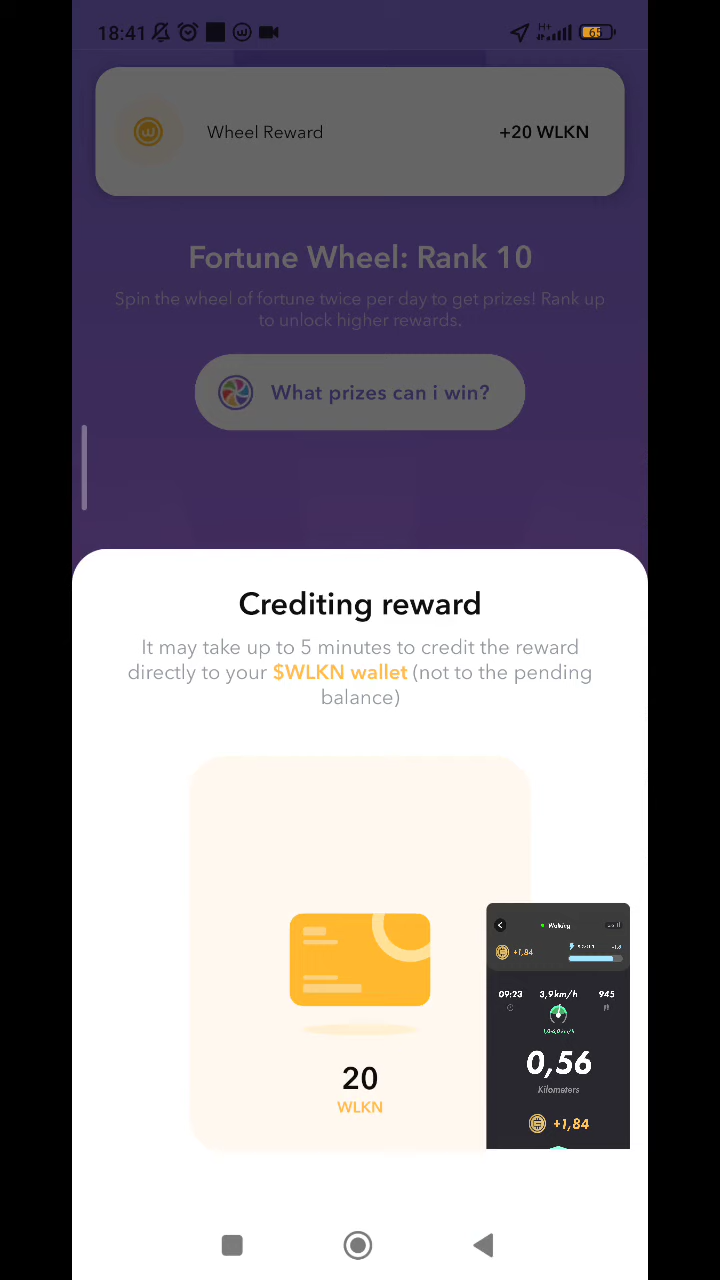 18:41
H+
65
Wheel Reward
+20 WLKN
Fortune Wheel: Rank 10
Spin the wheel of fortune twice per day to get prizes! Rank up
to unlock higher rewards.
What prizes can i win?
Crediting reward
It may take up to 5 minutes to credit the reward
directly to your $WLKN wallet (not to the pending
balance)
Walking
+1,84
09:23 3,9km/h 945
0,56
Kilometers
+1,84
20
WLKN